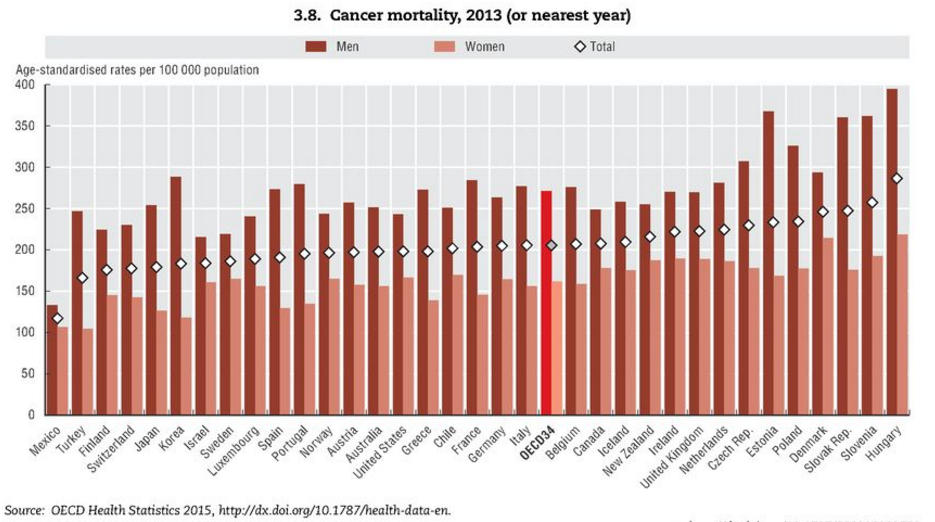 3.8. Cancer mortality, 2013 (or nearest year)
Men Women Total
Age-standardised rates per 100 000 population
400
350
300
250
200
150
100
50
0
Mexico
Turkey
Finland
Switzerland
Japan
Korea
Israel
Sweden
Luxembourg
Spain
Portugal
Norway
Austria
Australia
United States
Greece
Chile
France
Germany
Italy
OECD34
Belgium
Canada
Iceland
New Zealand
Ireland
United Kingdom
Netherlands
Czech Rep.
Estonia
Poland
Denmark
Slovak Rep.
Slovenia
Hungary
Source: OECD Health Statistics 2015, http://dx.doi.org/10.1787/health-data-en.